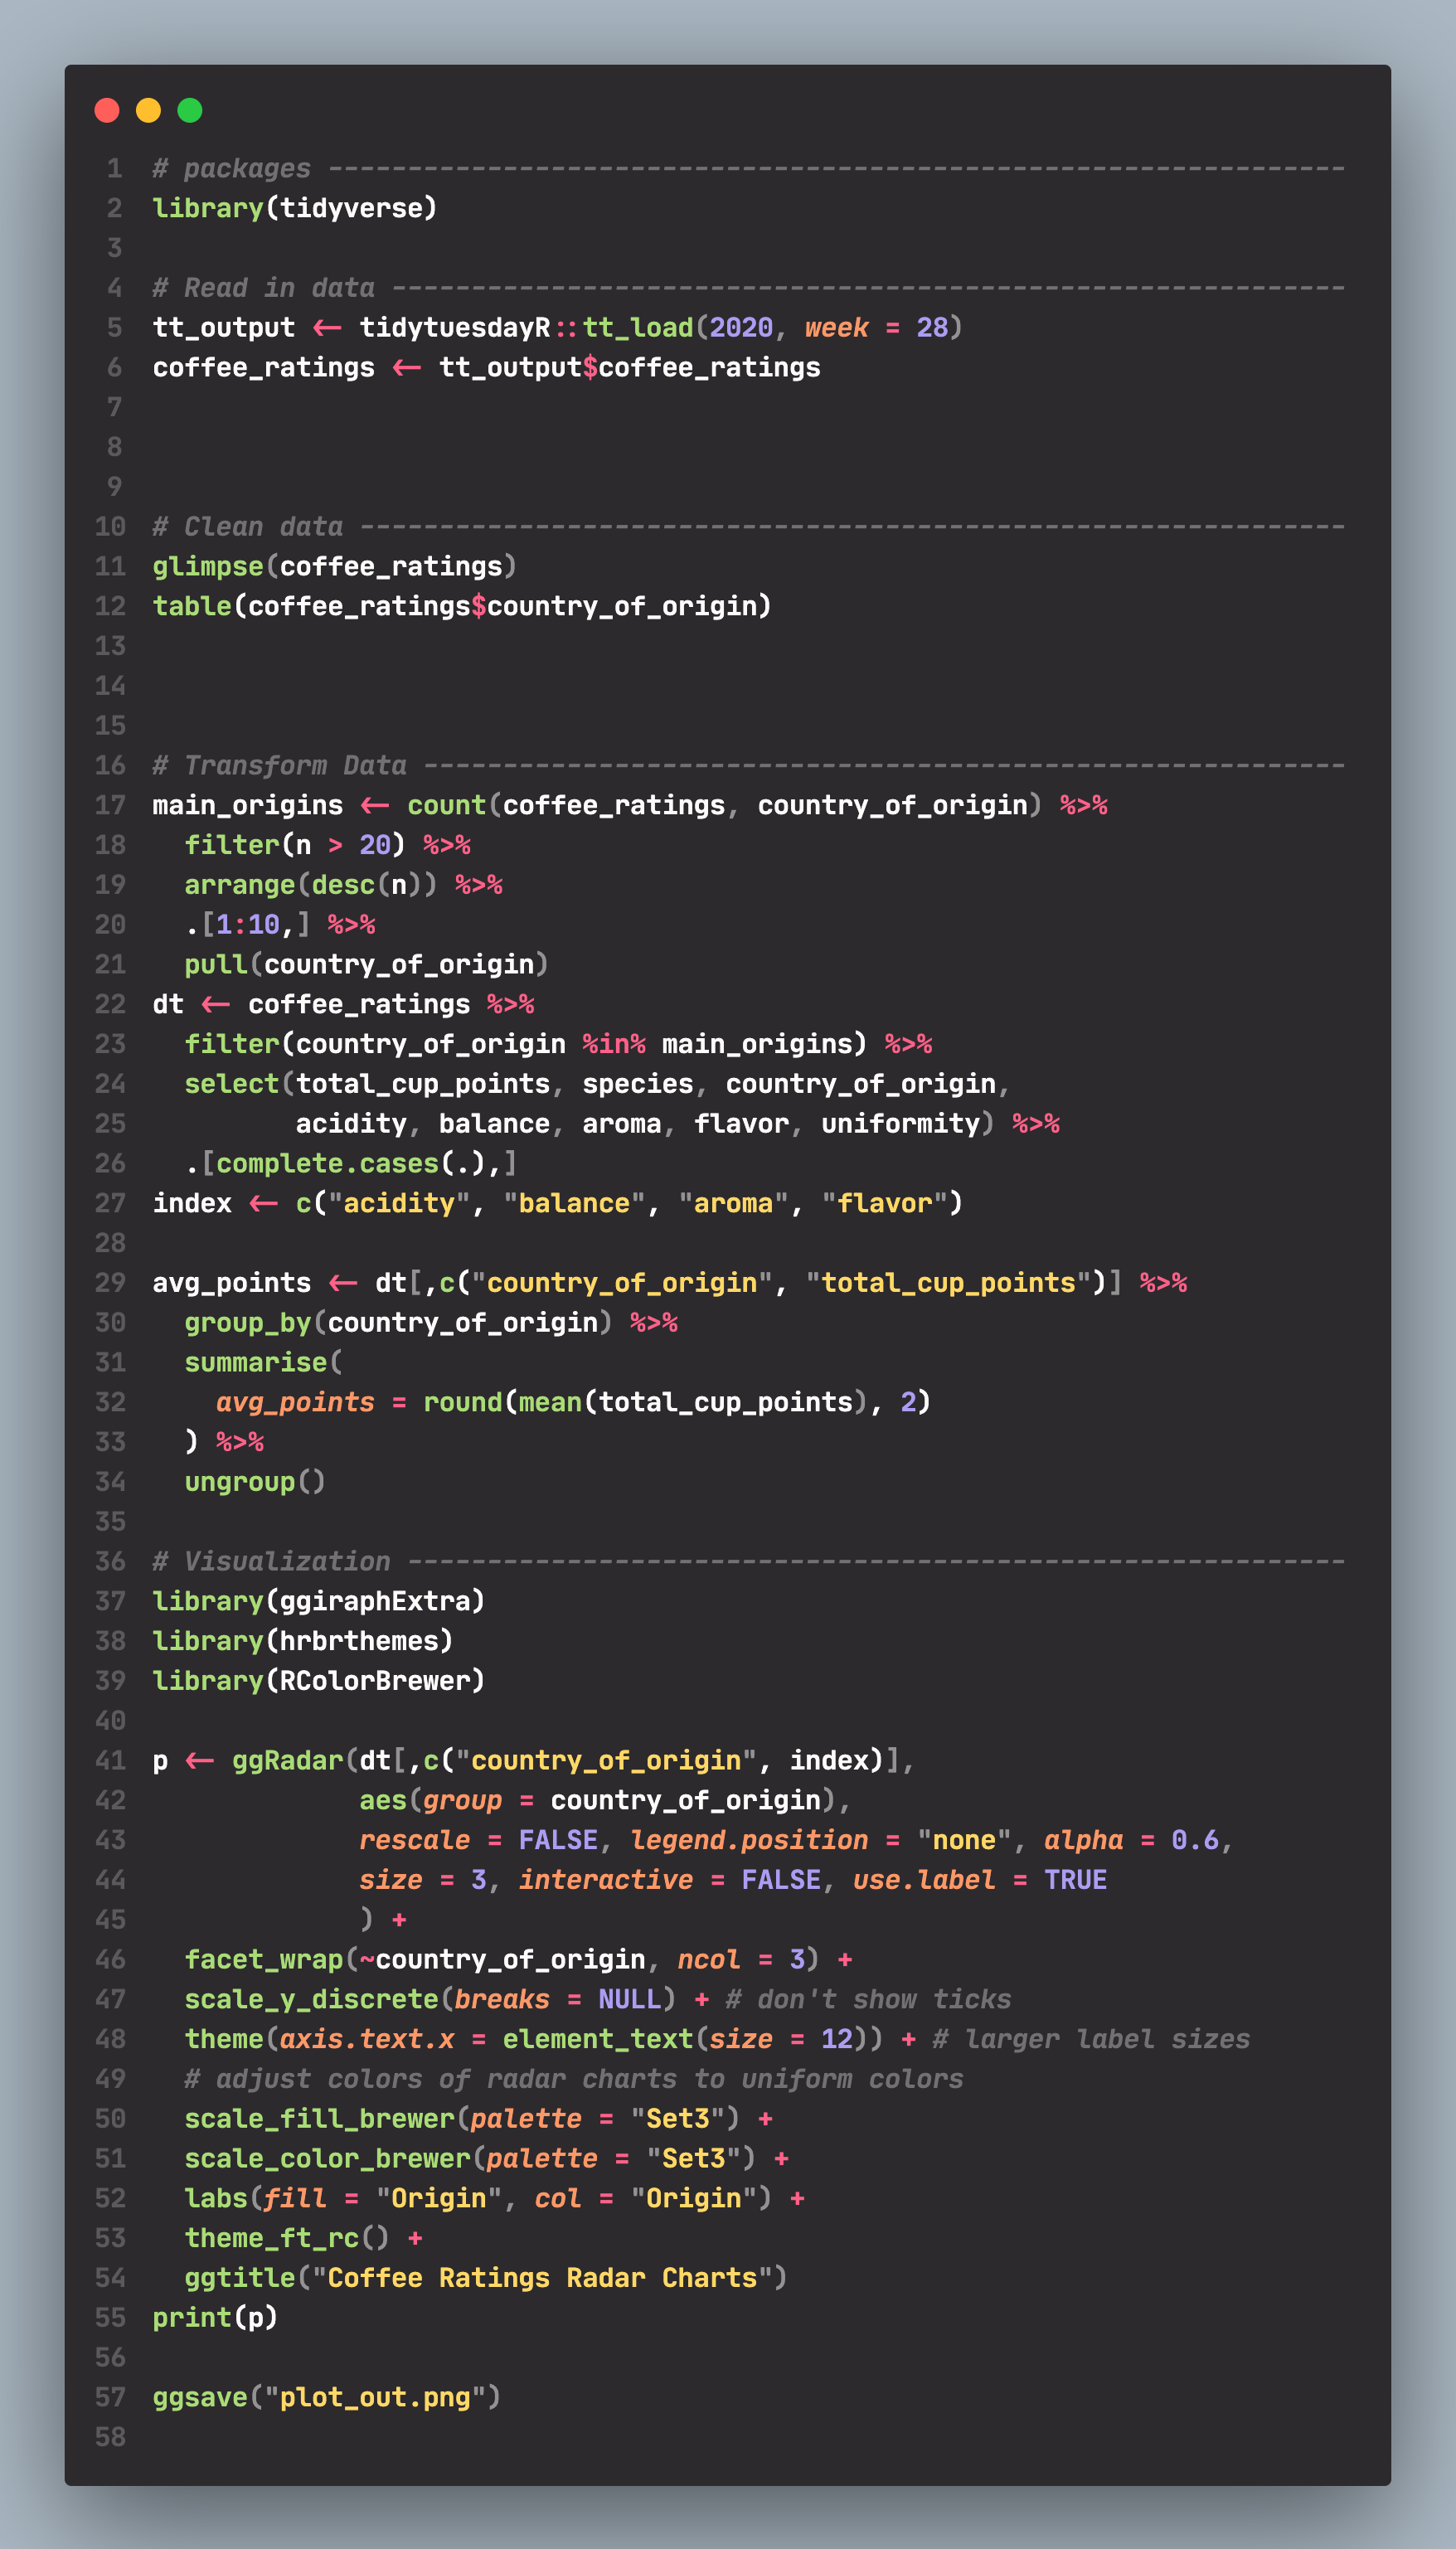 1 # packages ----------------------------------------------------------------
2 library(tidyverse)
3
4 # Read in data ------------------------------------------------------------
5 tt_output <- tidytuesdayR::tt_load(2020, week = 28)
6 coffee_ratings <- tt_output$coffee_ratings
7
8
9
10 # Clean data --------------------------------------------------------------
11 glimpse(coffee_ratings)
12 table(coffee_ratings$country_of_origin)
13
14
15
16 # Transform Data ----------------------------------------------------------
17 main_origins <- count(coffee_ratings, country_of_origin) %>%
18   filter(n > 20) %>%
19   arrange(desc(n)) %>%
20   .[1:10,] %>%
21   pull(country_of_origin)
22 dt <- coffee_ratings %>%
23   filter(country_of_origin %in% main_origins) %>%
24   select(total_cup_points, species, country_of_origin,
25          acidity, balance, aroma, flavor, uniformity) %>%
26   .[complete.cases(.),]
27 index <- c("acidity", "balance", "aroma", "flavor")
28
29 avg_points <- dt[,c("country_of_origin", "total_cup_points")] %>%
30   group_by(country_of_origin) %>%
31   summarise(
32     avg_points = round(mean(total_cup_points), 2)
33   ) %>%
34   ungroup()
35
36 # Visualization -----------------------------------------------------------
37 library(ggiraphExtra)
38 library(hrbrthemes)
39 library(RColorBrewer)
40
41 p <- ggRadar(dt[,c("country_of_origin", index)],
42              aes(group = country_of_origin),
43              rescale = FALSE, legend.position = "none", alpha = 0.6,
44              size = 3, interactive = FALSE, use.label = TRUE
45              ) +
46   facet_wrap(~country_of_origin, ncol = 3) +
47   scale_y_discrete(breaks = NULL) + # don't show ticks
48   theme(axis.text.x = element_text(size = 12)) + # larger label sizes
49   # adjust colors of radar charts to uniform colors
50   scale_fill_brewer(palette = "Set3") +
51   scale_color_brewer(palette = "Set3") +
52   labs(fill = "Origin", col = "Origin") +
53   theme_ft_rc() +
54   ggtitle("Coffee Ratings Radar Charts")
55 print(p)
56
57 ggsave("plot_out.png")
58